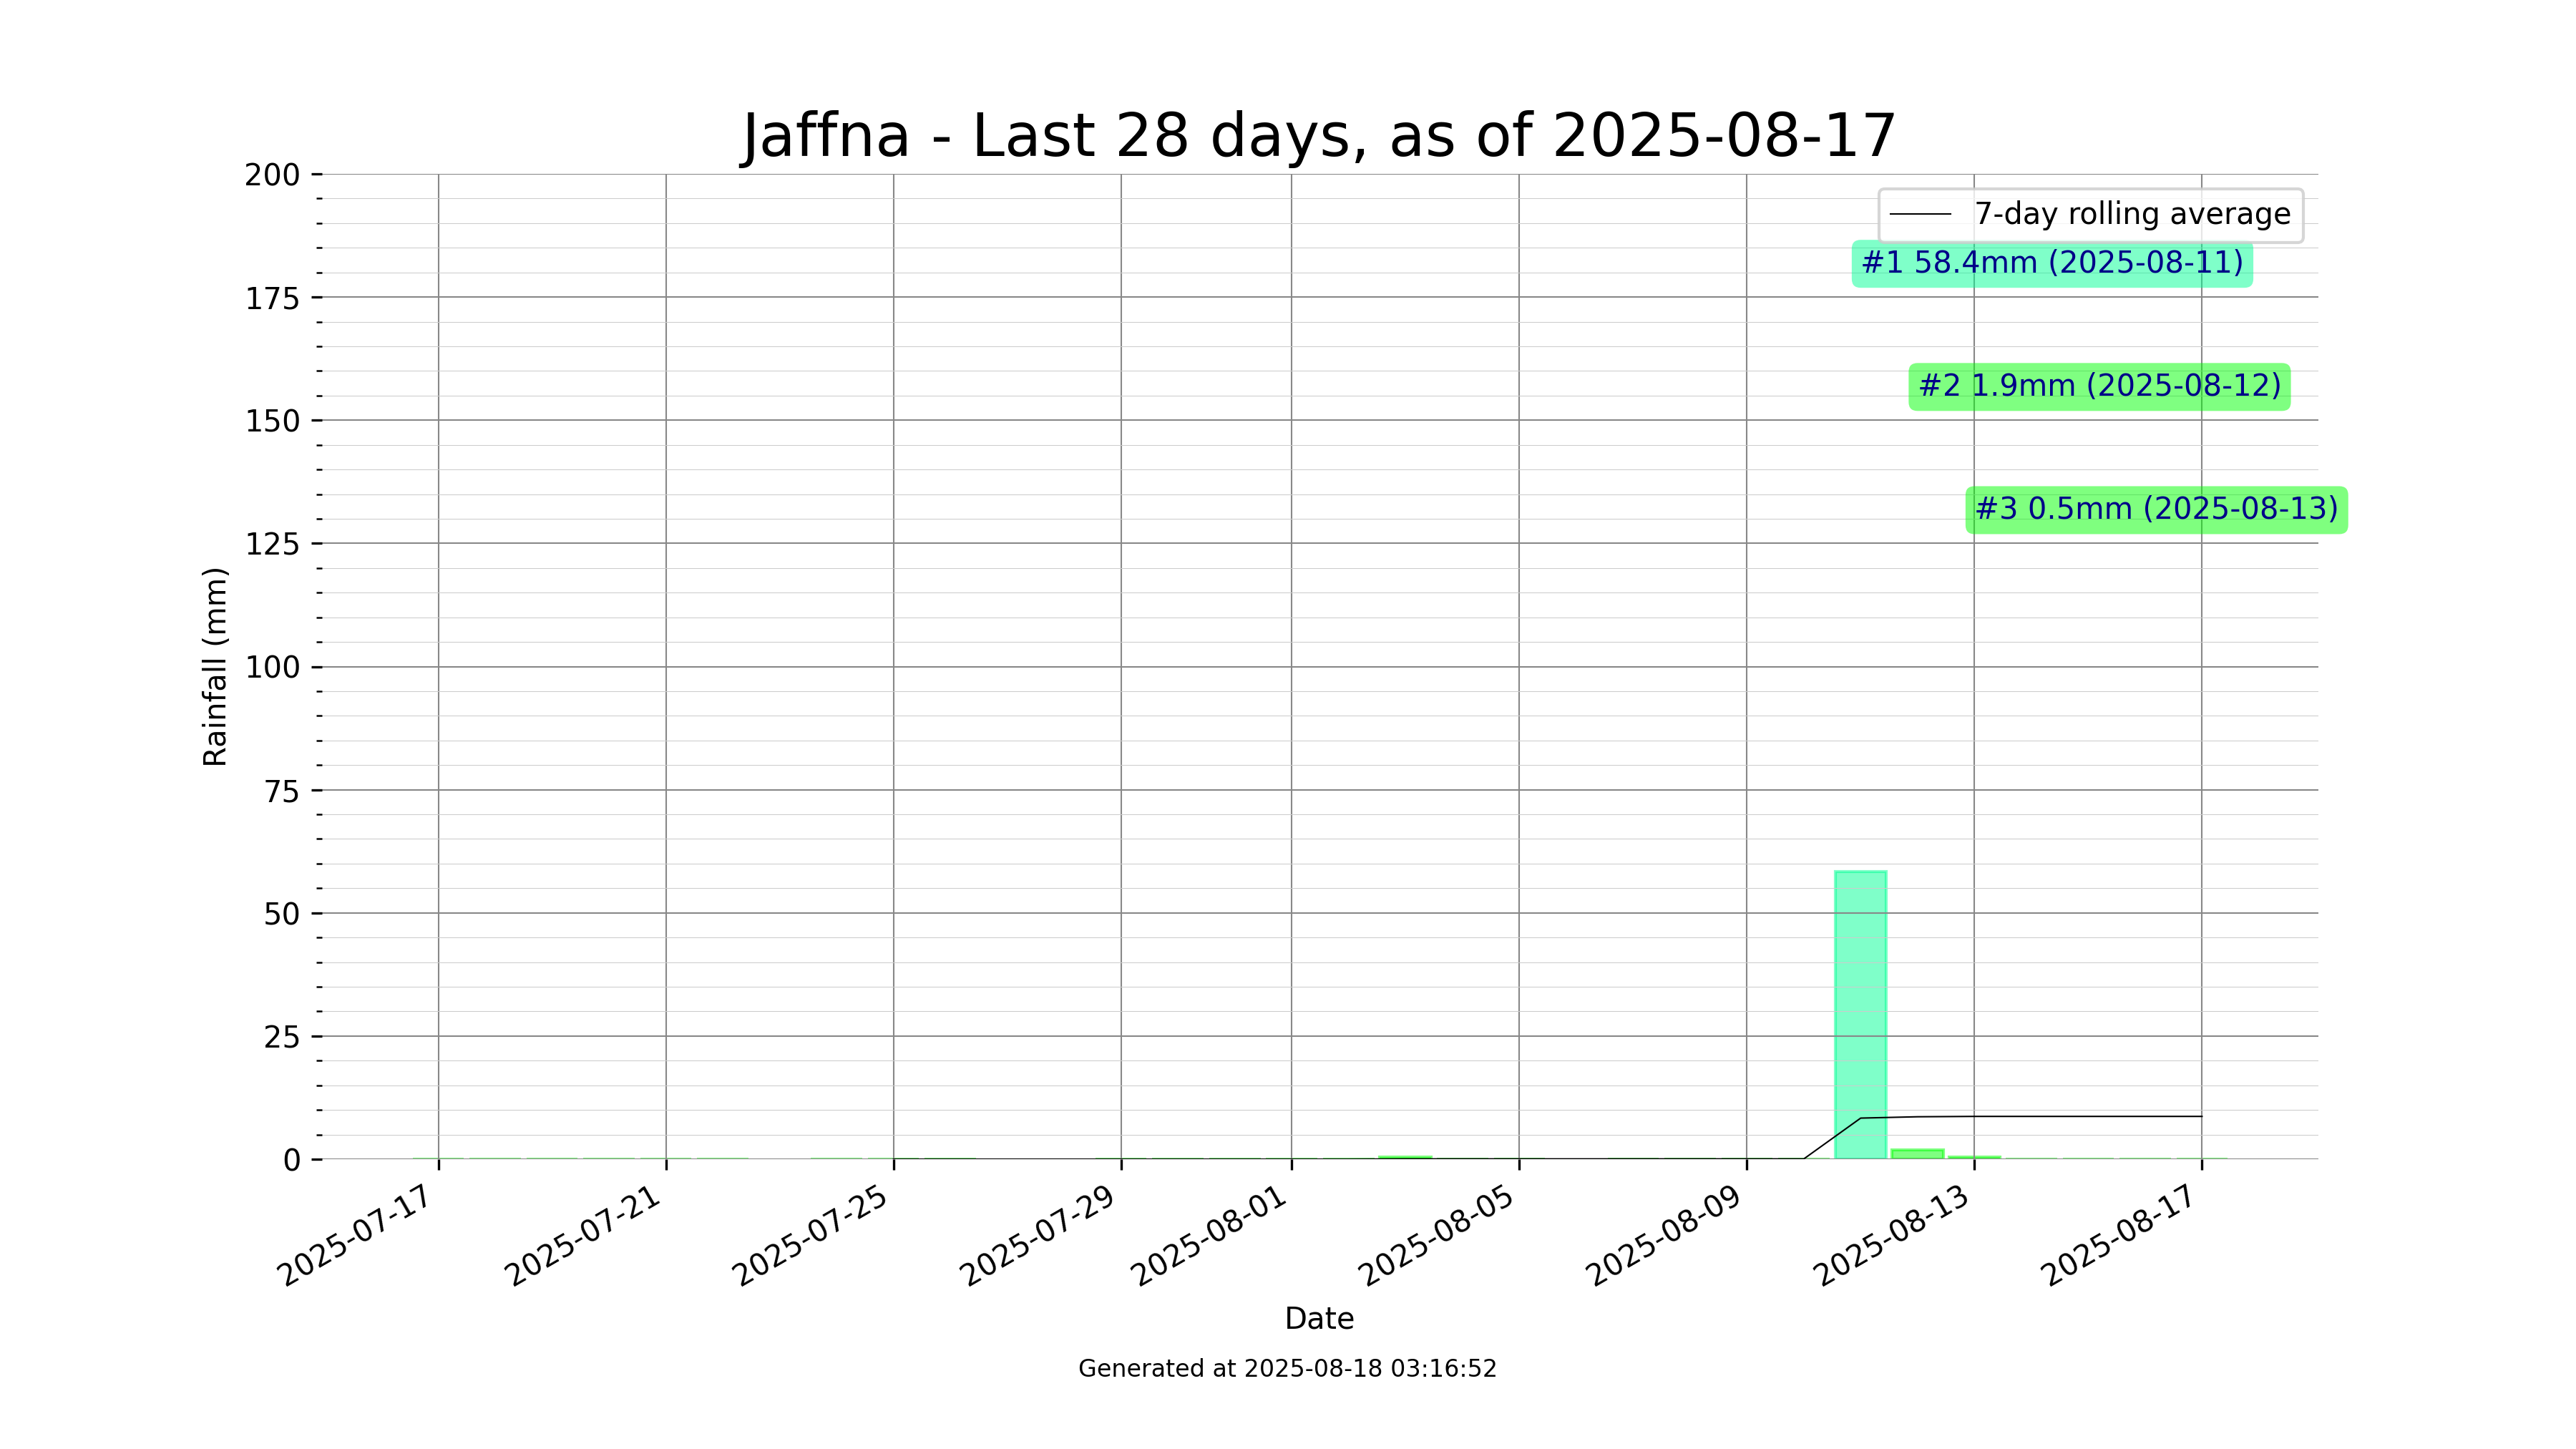 Jaffna - Last 28 days, as of 2025-08-17
200
175
150
125
100
75
50
25
0
Rainfall (mm)
7-day rolling average
#1 58.4mm (2025-08-11)
#2 1.9mm (2025-08-12)
#3 0.5mm (2025-08-13)
2025-07-17
2025-07-21
2025-07-25
2025-07-29
2025-08-01
2025-08-05
2025-08-09
2025-08-13
2025-08-17
Date
Generated at 2025-08-18 03:16:52